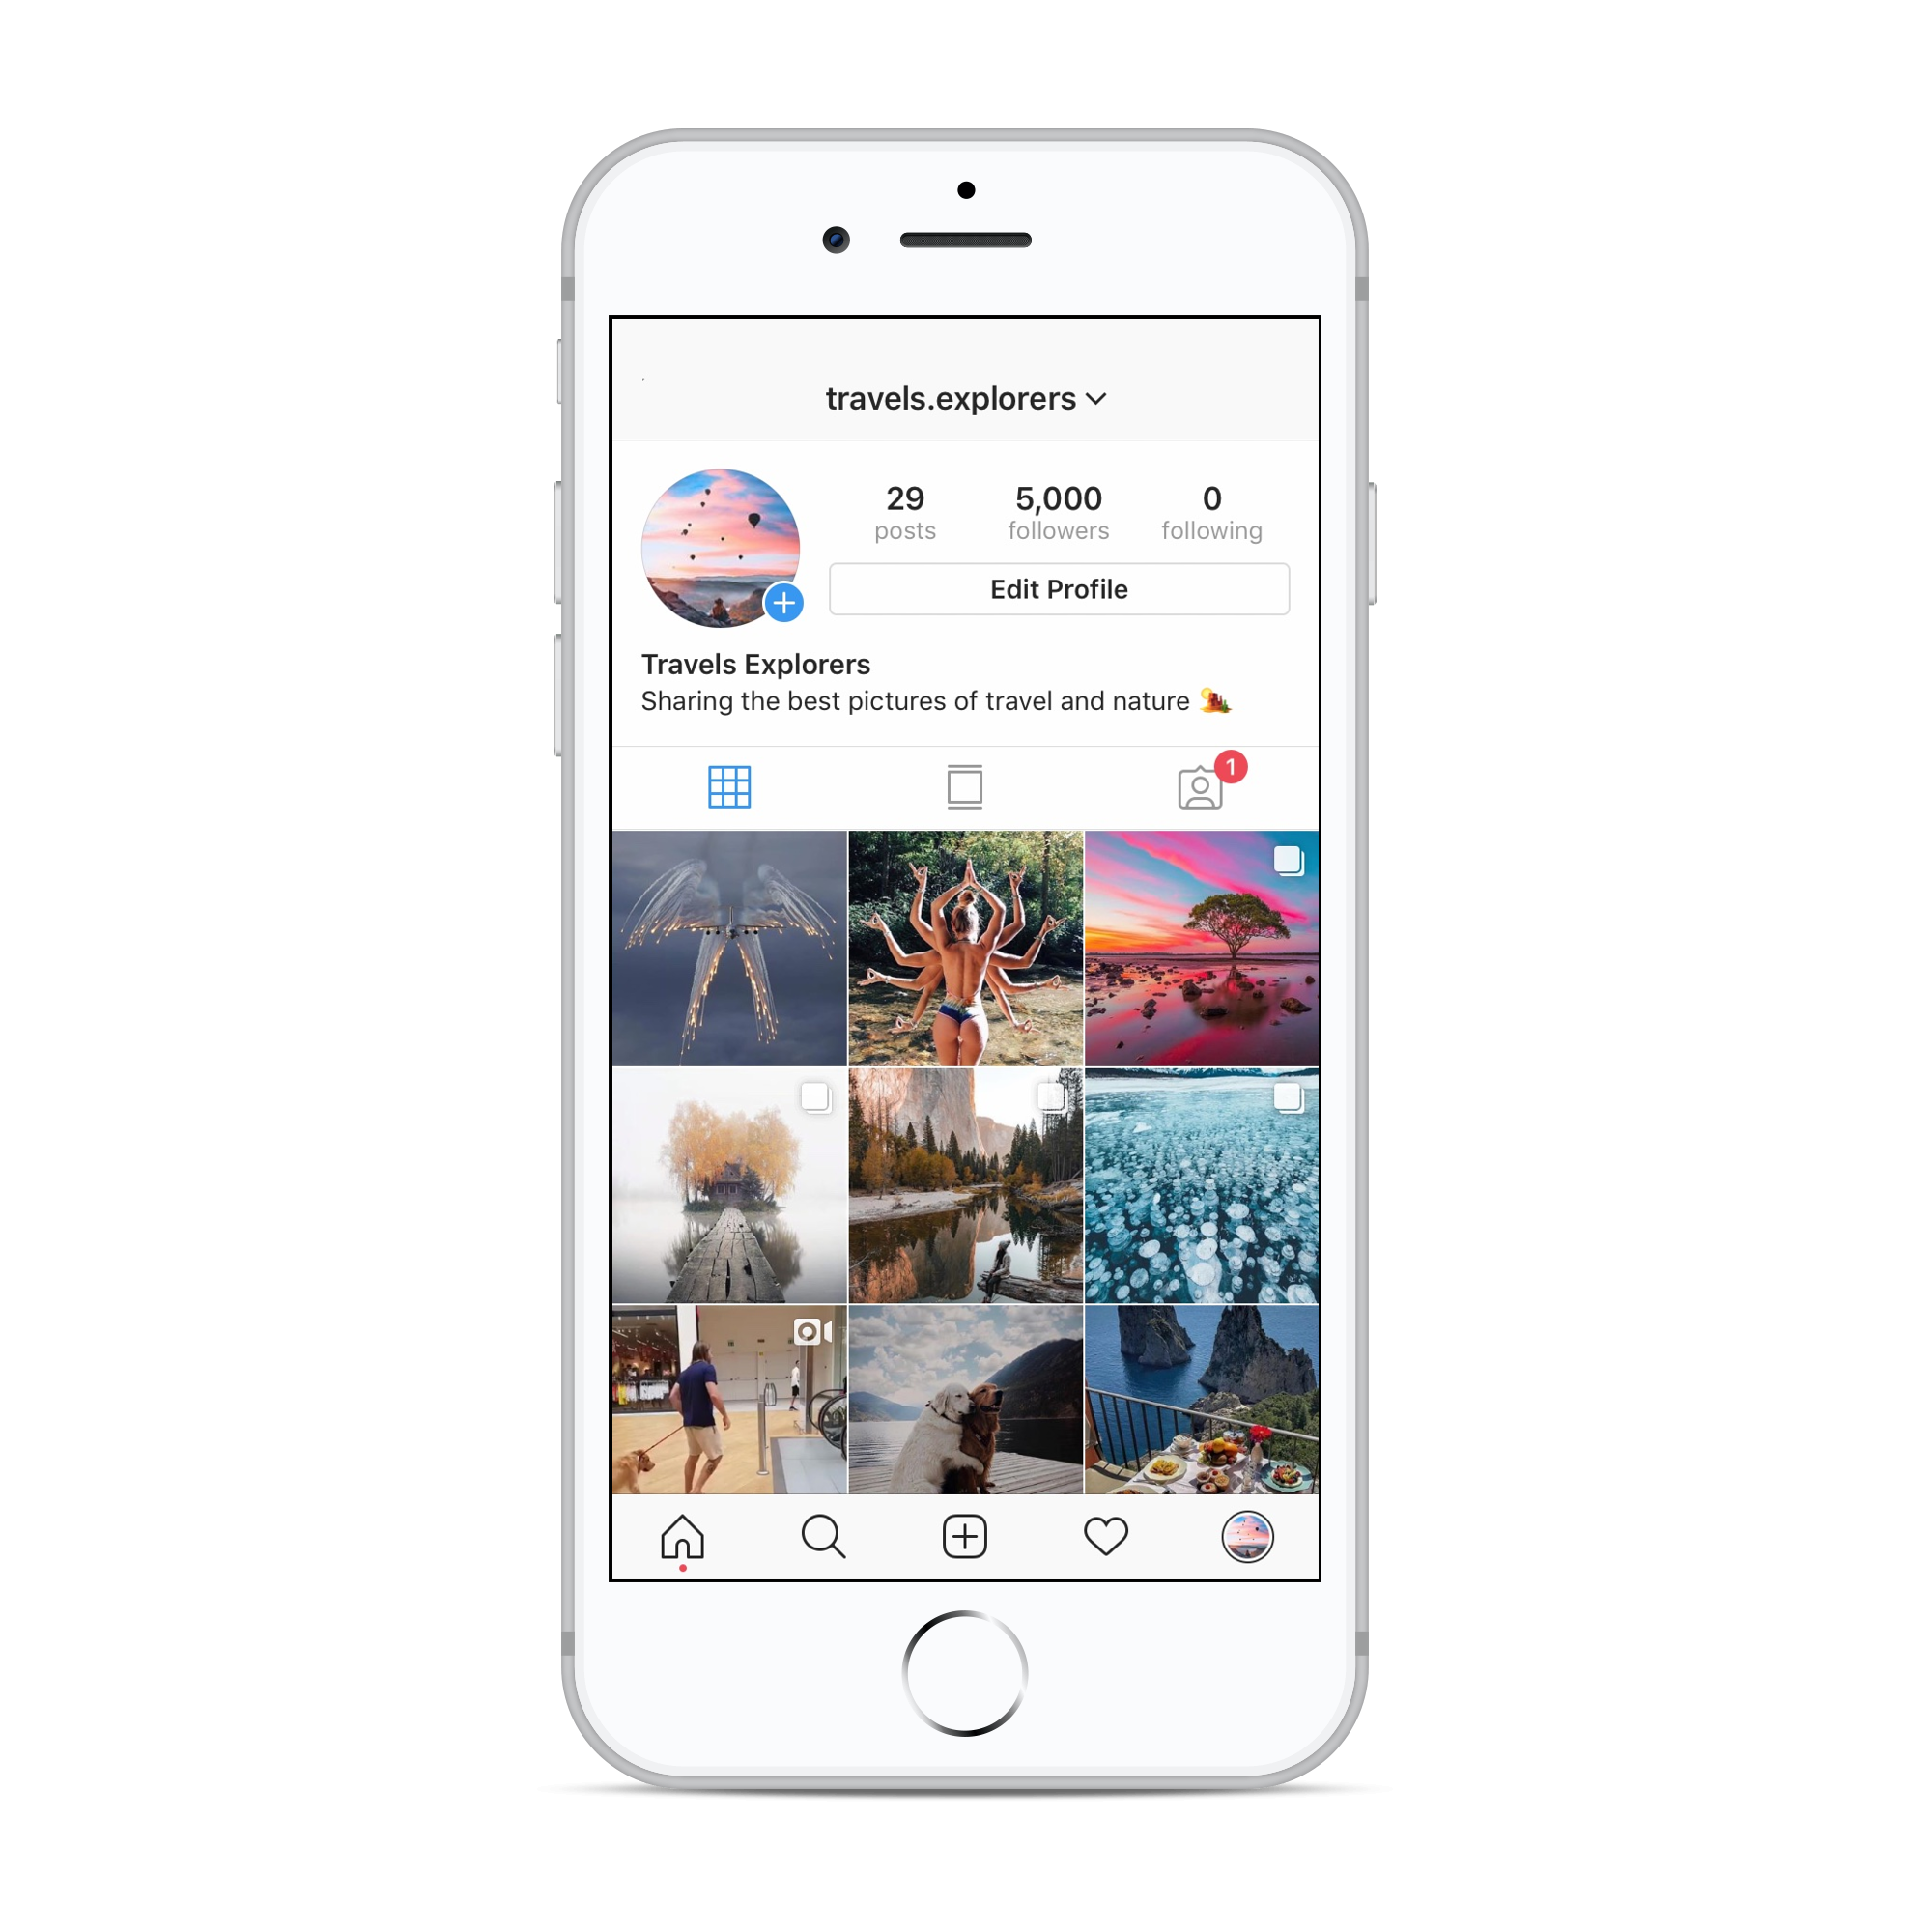 travels.explorers
29 5,000 0
posts followers following
Edit Profile
Travels Explorers
Sharing the best pictures of travel and nature 🏜️
1